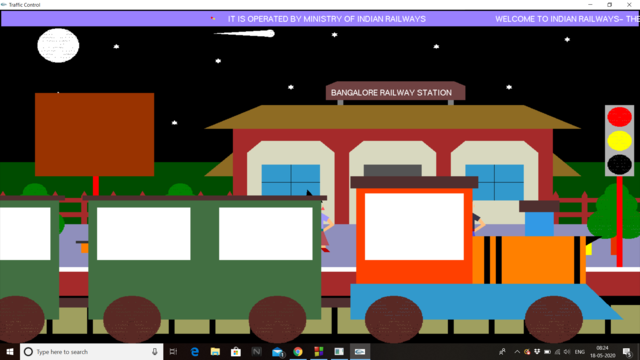 Traffic Control
IT IS OPERATED BY MINISTRY OF INDIAN RAILWAYS
WELCOME TO INDIAN RAILWAYS- THE
BANGALORE RAILWAY STATION
Type here to search
ENG
08:24
18-05-2020